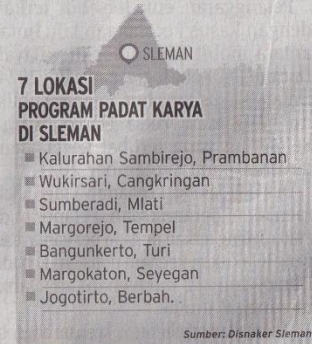 SLEMAN
7 LOKASI
PROGRAM PADAT KARYA
DI SLEMAN
Kalurahan Sambirejo, Prambanan
Wukirsari, Cangkringan
Sumberadi, Mlati
Margorejo, Tempel
Bangunkerto, Turi
Margokaton, Seyegan
Jogotirto, Berbah.
Sumber: Disnaker Sleman